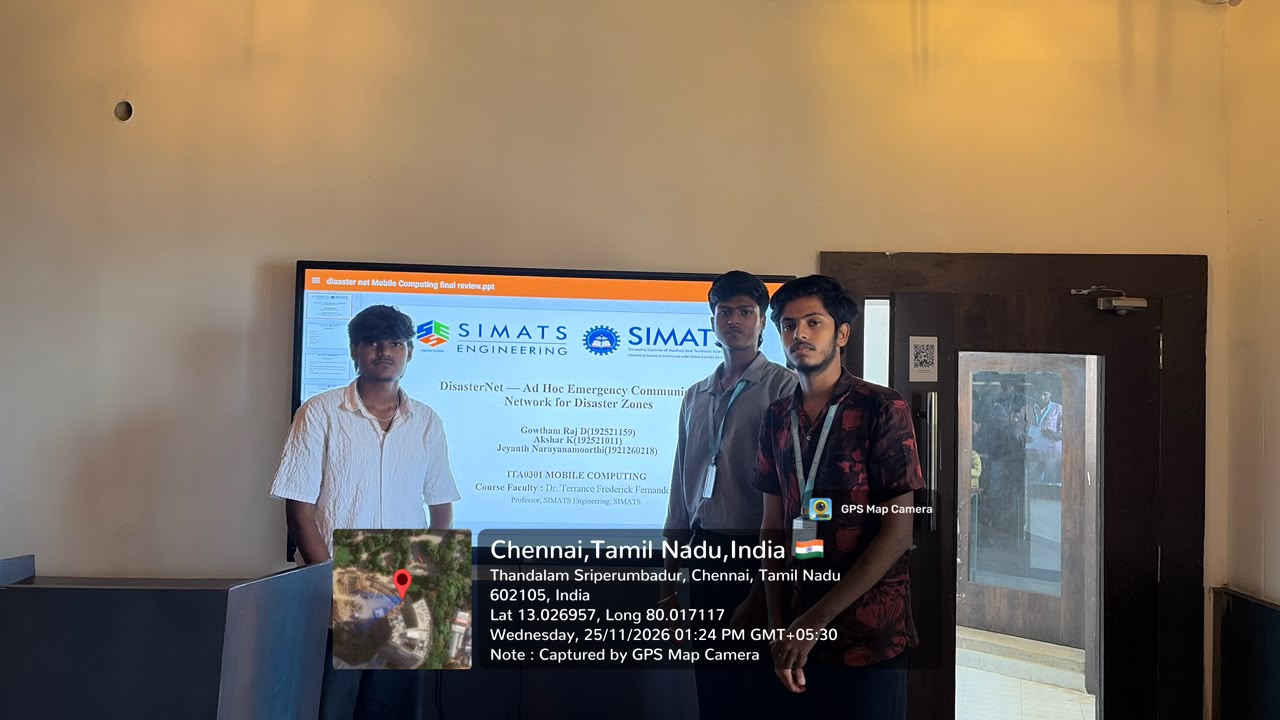 disaster net Mobile Computing final review.ppt
SIMATS
ENGINEERING
SIMATS
DisasterNet — Ad Hoc Emergency
Network for Disaster Zones
Gowtham Raj D(192521159)
Akshar K(192521011)
Jeyanth Narayanamoorthi(1921260218)
ITA0301 MOBILE COMPUTING
Course Faculty : Dr. Terrance Frederick
Professor, SIMATS Engineering, SIMATS
GPS Map Camera
Chennai,Tamil Nadu,India
Thandalam Sriperumbadur, Chennai, Tamil Nadu
602105, India
Lat 13.026957, Long 80.017117
Wednesday, 25/11/2026 01:24 PM GMT+05:30
Note : Captured by GPS Map Camera